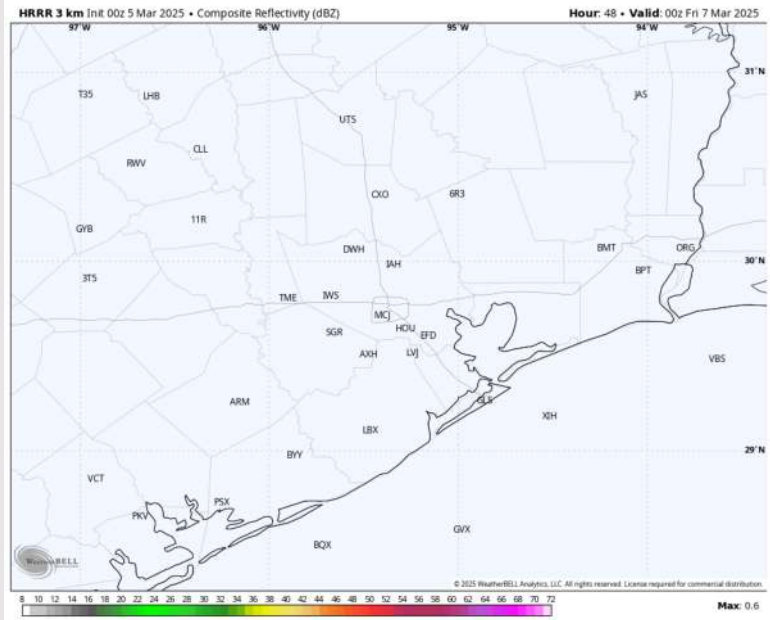 HRRR 3 km Init 00z 5 Mar 2025 • Composite Reflectivity (dBZ) Hour: 48 • Valid: 00z Fri 7 Mar 2025
97°W 96°W 95°W 94°W
31°N
T35 LHB JAS
UTS
CLL
RWV
CXO 6R3
11R
GYB
DWH BMT ORG
IAH 30°N
BPT
3T5
TME IWS
MCJ
SGR HOU EFD
AXH LVJ VBS
ARM GLS
XIH
LBX
BYY 29°N
VCT
PSX
PKV
GVX
BQX
WeatherBELL
© 2025 WeatherBELL Analytics, LLC. All rights reserved. License required for commercial distribution.
8 10 12 14 16 18 20 22 24 26 28 30 32 34 36 38 40 42 44 46 48 50 52 54 56 58 60 62 64 66 68 70 72 Max: 0.6